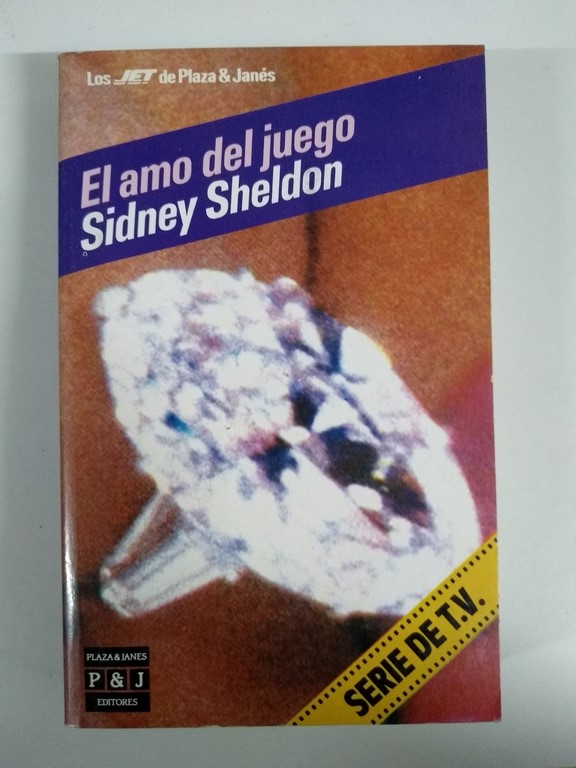 Los JET de Plaza & Janés
El amo del juego
Sidney Sheldon
SERIE DE T.V.
PLAZA & JANES
P & J
EDITORES